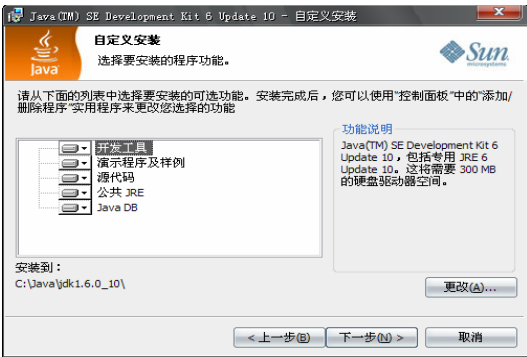 Java(TM) SE Development Kit 6 Update 10 - 自定义安装
自定义安装
选择要安装的程序功能。
Java
Sun
microsystems
请从下面的列表中选择要安装的可选功能。安装完成后，您可以使用"控制面板"中的"添加/
删除程序"实用程序来更改您选择的功能
开发工具
演示程序及样例
源代码
公共 JRE
Java DB
功能说明
Java(TM) SE Development Kit 6
Update 10，包括专用 JRE 6
Update 10。这将需要 300 MB
的硬盘驱动器空间。
安装到：
C:\Java\jdk1.6.0_10\
更改(A)...
< 上一步(B)
下一步(N) >
取消